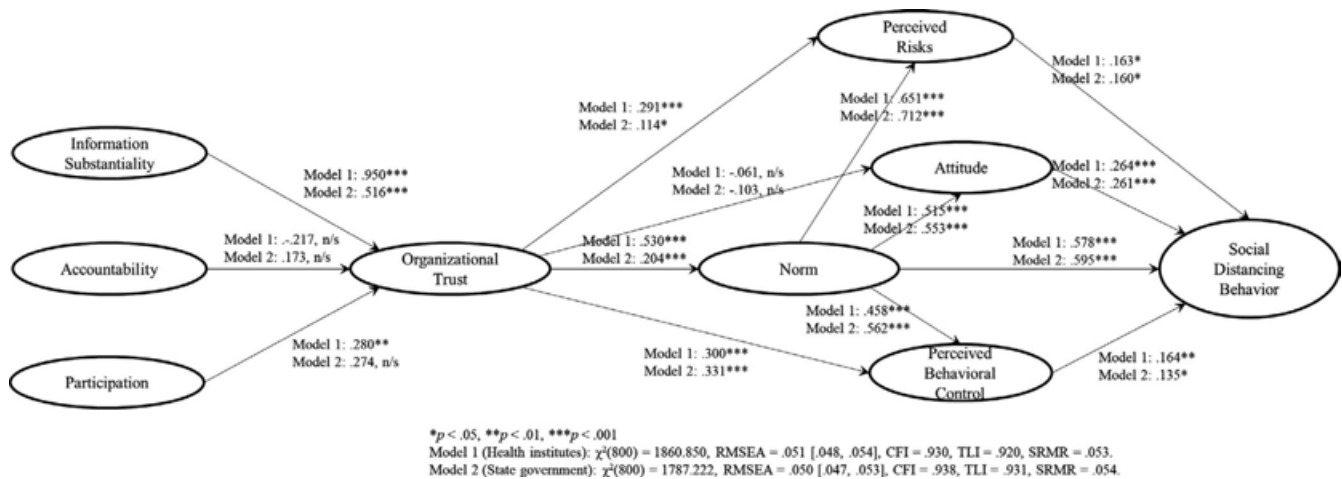 Perceived
Risks
Model 1: .163*
Model 2: .160*
Model 1: .291***
Model 2: .114*
Model 1: .651***
Model 2: .712***
Information
Substantiality
Model 1: .950***
Model 2: .516***
Model 1: -.061, n/s
Model 2: -.103, n/s
Attitude
Model 1: .264***
Model 2: .261***
Model 1: .515***
Model 2: .553***
Accountability
Model 1: .-.217, n/s
Model 2: .173, n/s
Organizational
Trust
Model 1: .530***
Model 2: .204***
Norm
Model 1: .578***
Model 2: .595***
Social
Distancing
Behavior
Model 1: .458***
Model 2: .562***
Participation
Model 1: .280**
Model 2: .274, n/s
Model 1: .300***
Model 2: .331***
Perceived
Behavioral
Control
Model 1: .164**
Model 2: .135*
*p < .05, **p < .01, ***p < .001
Model 1 (Health institutes): χ²(800) = 1860.850, RMSEA = .051 [.048, .054], CFI = .930, TLI = .920, SRMR = .053.
Model 2 (State government): χ²(800) = 1787.222, RMSEA = .050 [.047, .053], CFI = .938, TLI = .931, SRMR = .054.